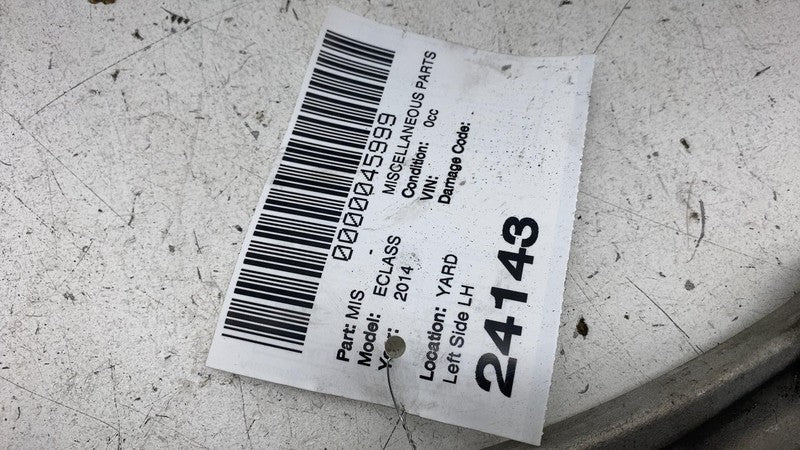 0000045999
Part: MIS - MISCELLANEOUS PARTS
Model: ECLASS Condition: 0cc
Year: 2014 VIN:
Damage Code:
Location: YARD
Left Side LH
24143